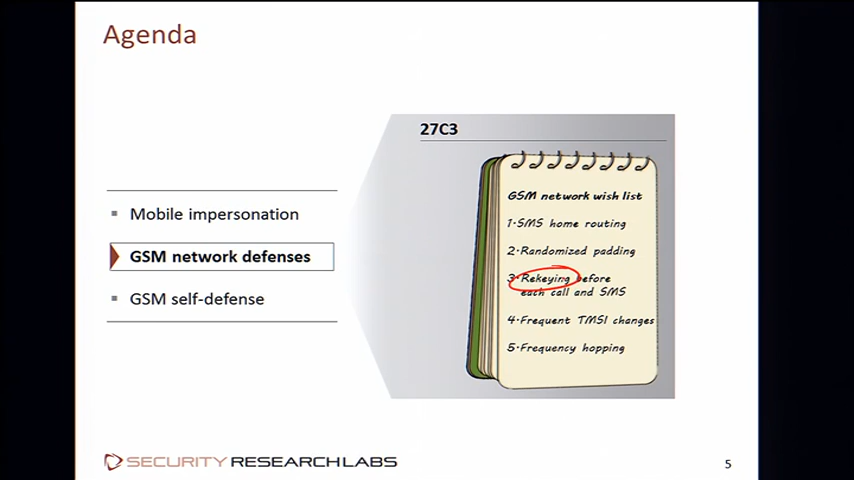 Agenda
27C3
GSM network wish list
1. SMS home routing
2. Randomized padding
3. Rekeying before
each call and SMS
4. Frequent TMSI changes
5. Frequency hopping
Mobile impersonation
GSM network defenses
GSM self-defense
SECURITY RESEARCH LABS
5